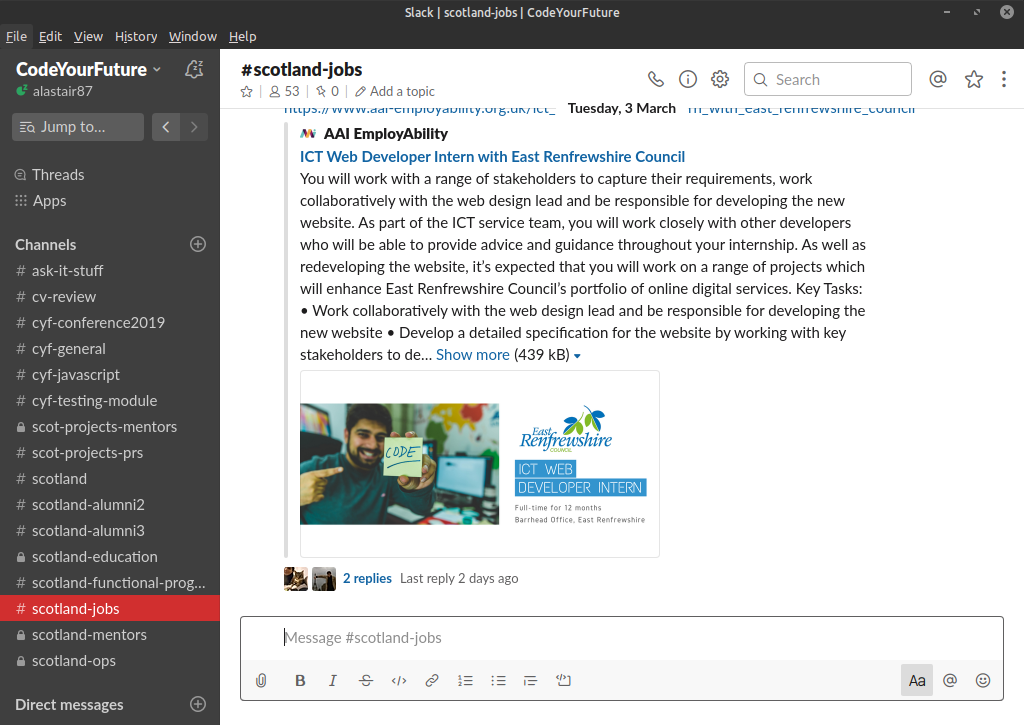 Slack | scotland-jobs | CodeYourFuture
File Edit View History Window Help
CodeYourFuture
alastair87
Jump to...
Threads
Apps
Channels
# ask-it-stuff
# cv-review
# cyf-conference2019
# cyf-general
# cyf-javascript
# cyf-testing-module
scot-projects-mentors
# scot-projects-prs
# scotland
# scotland-alumni2
# scotland-alumni3
scotland-education
# scotland-functional-prog...
# scotland-jobs
scotland-mentors
scotland-ops
Direct messages
#scotland-jobs
53 | 0 | Add a topic
Search
https://www.aai-employability.org.uk/ict_ Tuesday, 3 March rn_with_east_renfrewshire_council
AAI EmployAbility
ICT Web Developer Intern with East Renfrewshire Council
You will work with a range of stakeholders to capture their requirements, work
collaboratively with the web design lead and be responsible for developing the new
website. As part of the ICT service team, you will work closely with other developers
who will be able to provide advice and guidance throughout your internship. As well as
redeveloping the website, it’s expected that you will work on a range of projects which
will enhance East Renfrewshire Council’s portfolio of online digital services. Key Tasks:
• Work collaboratively with the web design lead and be responsible for developing the
new website • Develop a detailed specification for the website by working with key
stakeholders to de... Show more (439 kB)
CODE
East
Renfrewshire
COUNCIL
ICT WEB
DEVELOPER INTERN
Full-time for 12 months
Barrhead Office, East Renfrewshire
2 replies Last reply 2 days ago
Message #scotland-jobs
B I S
Aa